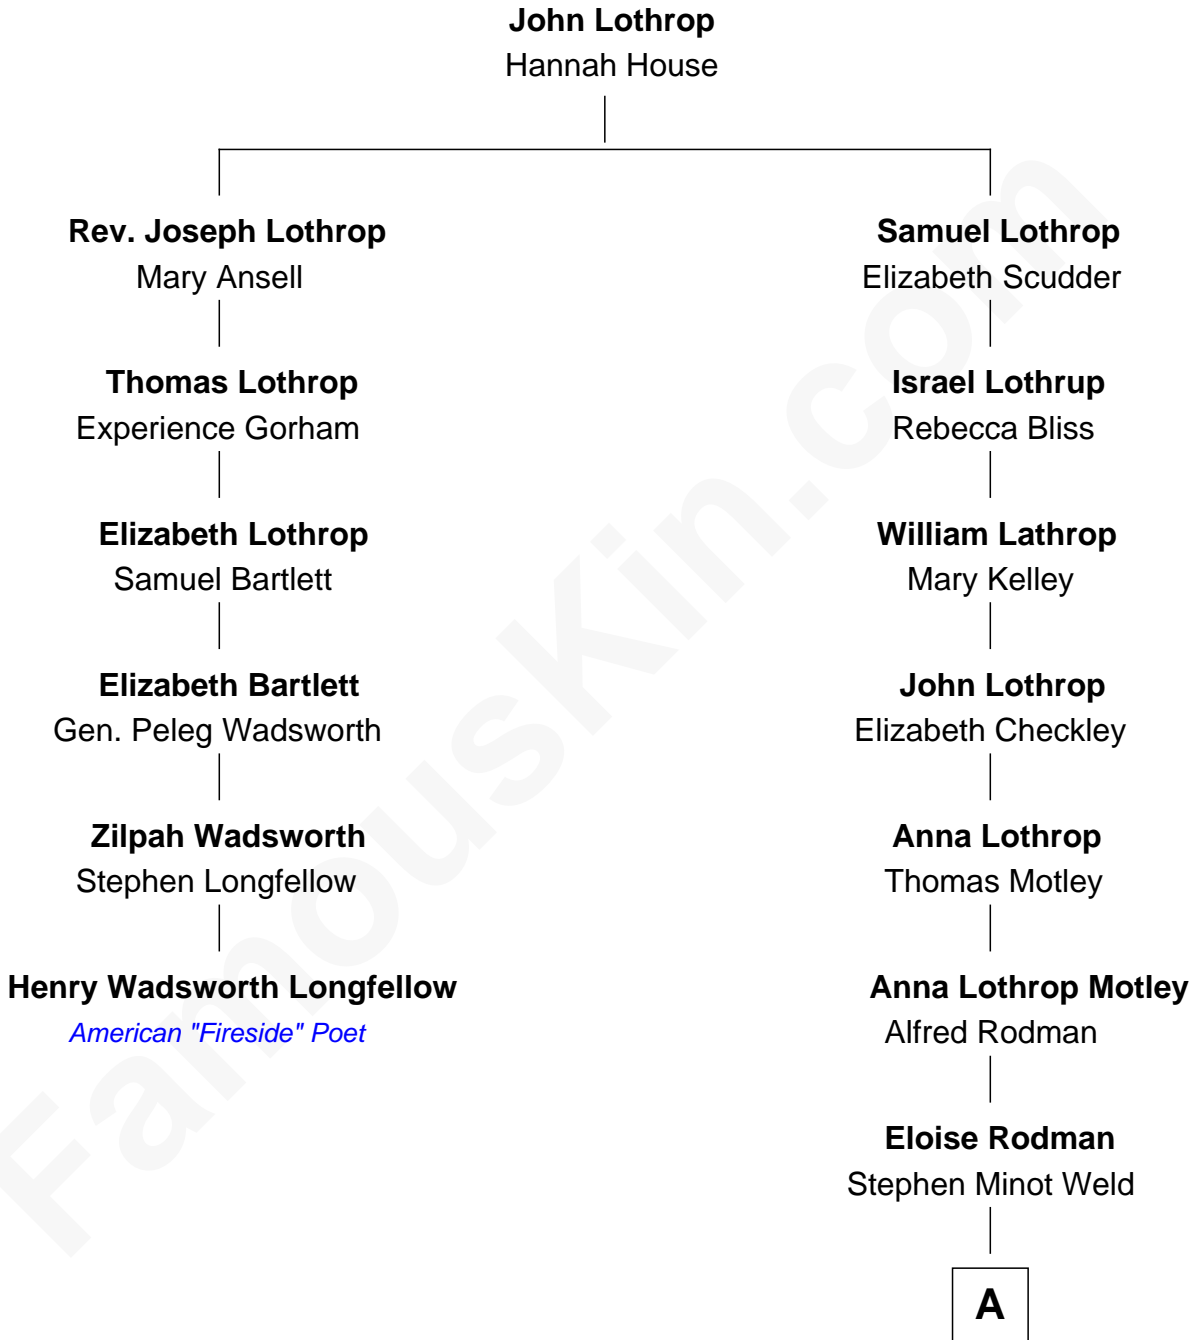 John Lothrop
Hannah House
Rev. Joseph Lothrop
Mary Ansell
Samuel Lothrop
Elizabeth Scudder
Thomas Lothrop
Experience Gorham
Israel Lothrup
Rebecca Bliss
Elizabeth Lothrop
Samuel Bartlett
William Lathrop
Mary Kelley
Elizabeth Bartlett
Gen. Peleg Wadsworth
John Lothrop
Elizabeth Checkley
Zilpah Wadsworth
Stephen Longfellow
Anna Lothrop
Thomas Motley
Henry Wadsworth Longfellow
American "Fireside" Poet
Anna Lothrop Motley
Alfred Rodman
Eloise Rodman
Stephen Minot Weld
A
FamousKin.com